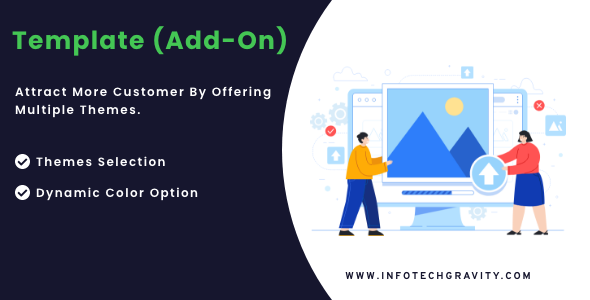 Template (Add-On)
Attract More Customer By Offering
Multiple Themes.
Themes Selection
Dynamic Color Option
WWW.INFOTECHGRAVITY.COM